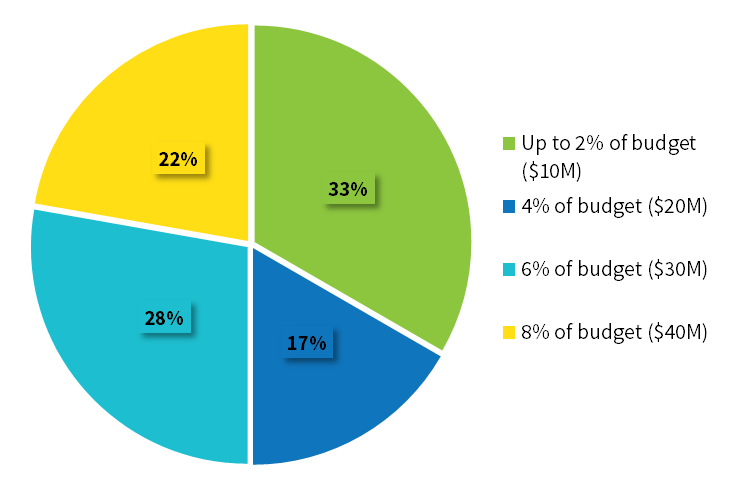 22%
33%
28%
17%
Up to 2% of budget
($10M)
4% of budget ($20M)
6% of budget ($30M)
8% of budget ($40M)